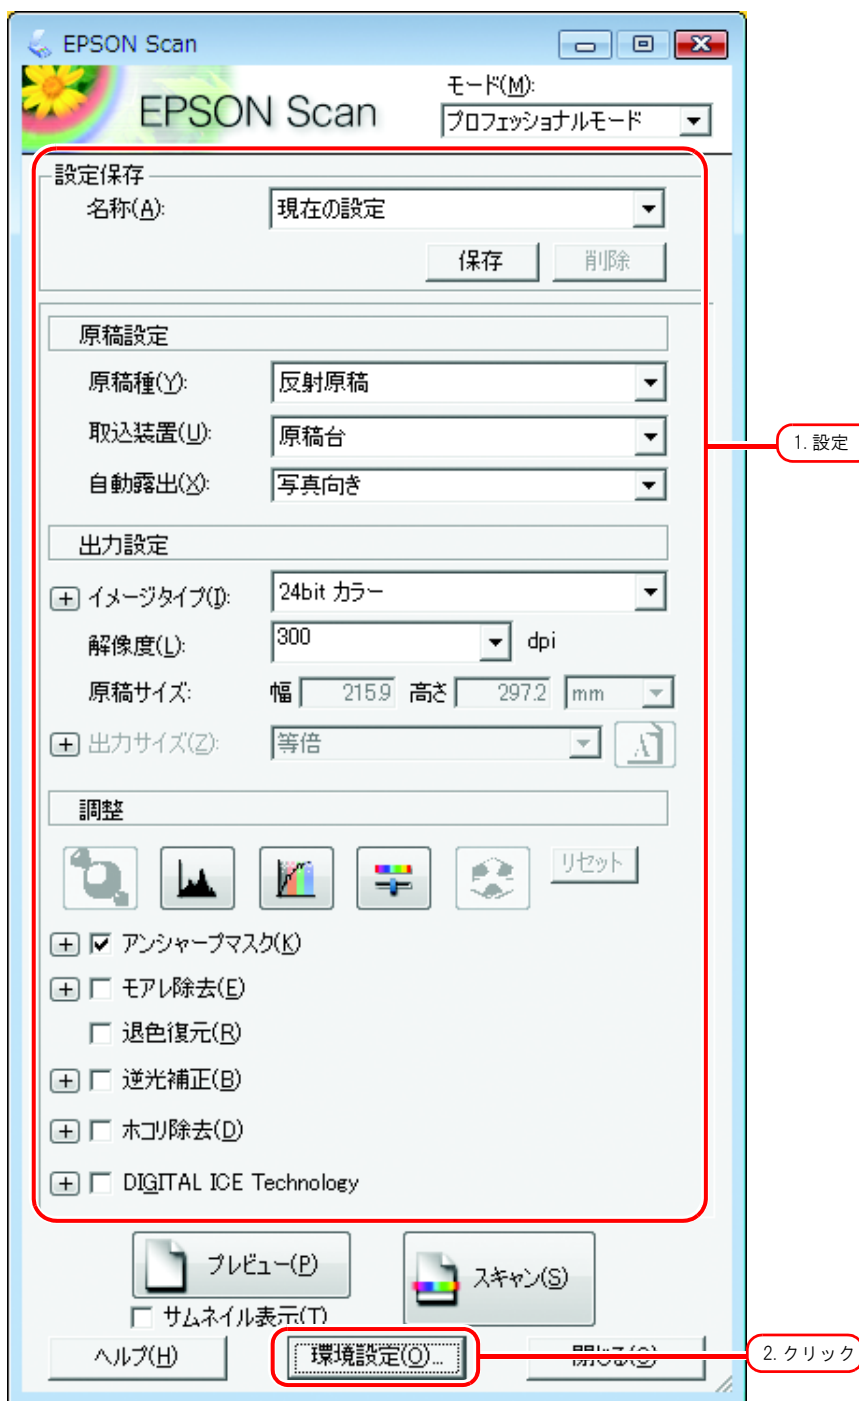 EPSON Scan
EPSON Scan
モード(M):
プロフェッショナルモード
設定保存
名称(A):
現在の設定
保存
削除
原稿設定
原稿種(Y):
反射原稿
取込装置(U):
原稿台
1. 設定
自動露出(X):
写真向き
出力設定
イメージタイプ(I):
24bit カラー
解像度(L):
300
dpi
原稿サイズ:
幅 215.9 高さ 297.2 mm
出力サイズ(Z):
等倍
調整
リセット
アンシャープマスク(K)
モアレ除去(E)
退色復元(R)
逆光補正(B)
ホコリ除去(D)
DIGITAL ICE Technology
プレビュー(P)
スキャン(S)
サムネイル表示(T)
ヘルプ(H)
環境設定(O)...
閉じる(C)
2. クリック